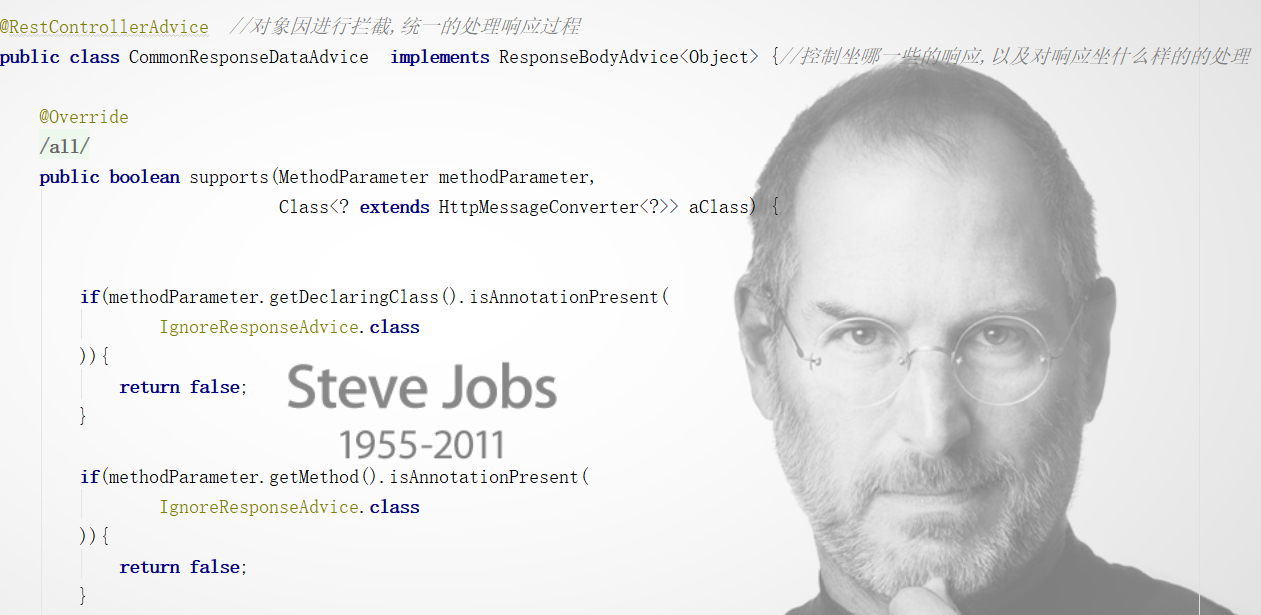 @RestControllerAdvice //对象因进行拦截,统一的处理响应过程
public class CommonResponseDataAdvice implements ResponseBodyAdvice<Object> {//控制坐哪一些的响应,以及对响应坐什么样的的处理
@Override
/all/
public boolean supports(MethodParameter methodParameter,
Class<? extends HttpMessageConverter<?>> aClass) {
if(methodParameter.getDeclaringClass().isAnnotationPresent(
IgnoreResponseAdvice.class
)){
return false;
}
Steve Jobs
1955-2011
if(methodParameter.getMethod().isAnnotationPresent(
IgnoreResponseAdvice.class
)){
return false;
}